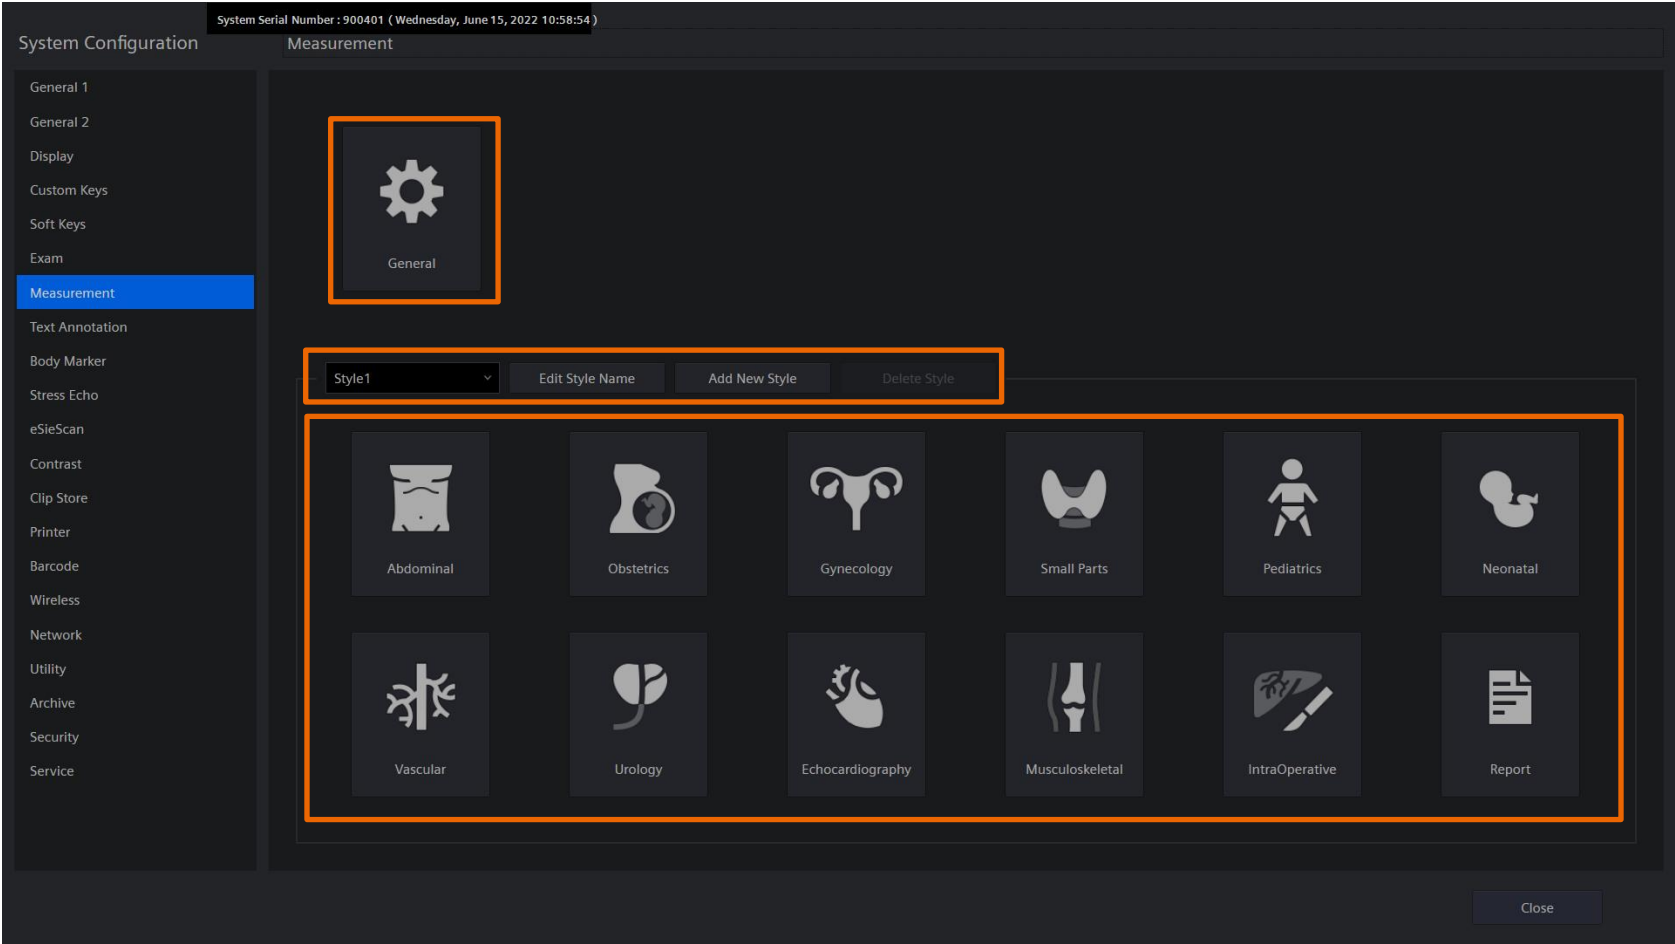 System Serial Number : 900401 ( Wednesday, June 15, 2022 10:58:54 )
System Configuration
Measurement
General 1
General 2
Display
Custom Keys
Soft Keys
Exam
Measurement
Text Annotation
Body Marker
Stress Echo
eSieScan
Contrast
Clip Store
Printer
Barcode
Wireless
Network
Utility
Archive
Security
Service
General
Style1 Edit Style Name Add New Style Delete Style
Abdominal Obstetrics Gynecology Small Parts Pediatrics Neonatal
Vascular Urology Echocardiography Musculoskeletal IntraOperative Report
Close